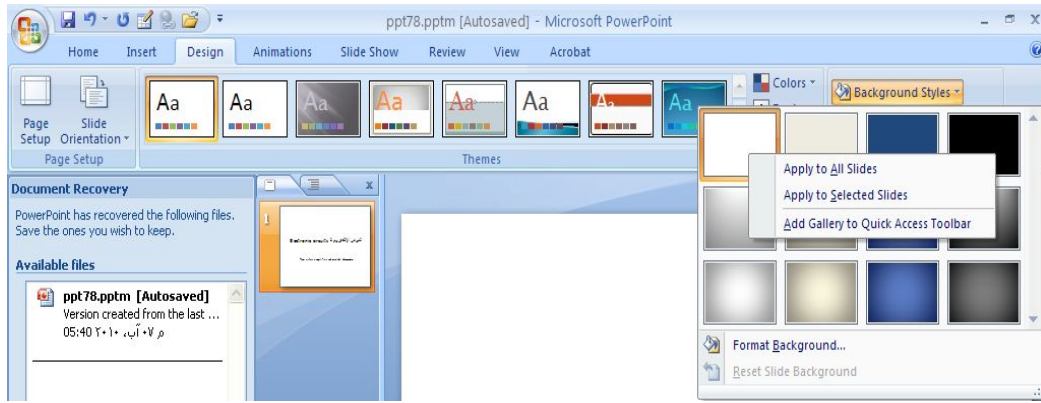 ppt78.pptm [Autosaved] - Microsoft PowerPoint
Home Insert Design Animations Slide Show Review View Acrobat
Page Setup
Slide Orientation
Page Setup
Aa Aa Aa Aa Aa Aa Aa Aa
Themes
Colors
Background Styles
Apply to All Slides
Apply to Selected Slides
Add Gallery to Quick Access Toolbar
Format Background...
Reset Slide Background
Document Recovery
PowerPoint has recovered the following files.
Save the ones you wish to keep.
Available files
ppt78.pptm [Autosaved]
Version created from the last ...
05:40 م ٠٧ آب، ٢٠١٠
1